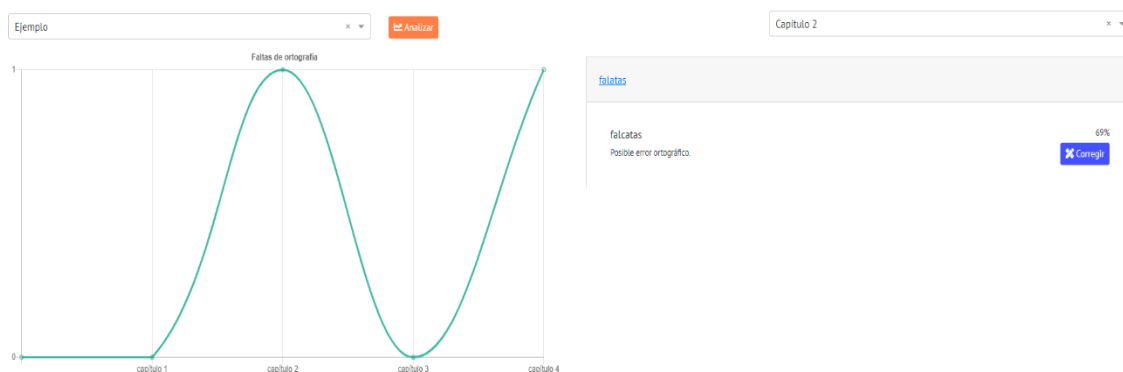 Ejemplo
Analizar
Faltas de ortografía
1
0
capítulo 1
capítulo 2
capítulo 3
capítulo 4
Capítulo 2
falatas
falcatas
69%
Posible error ortográfico.
Corregir